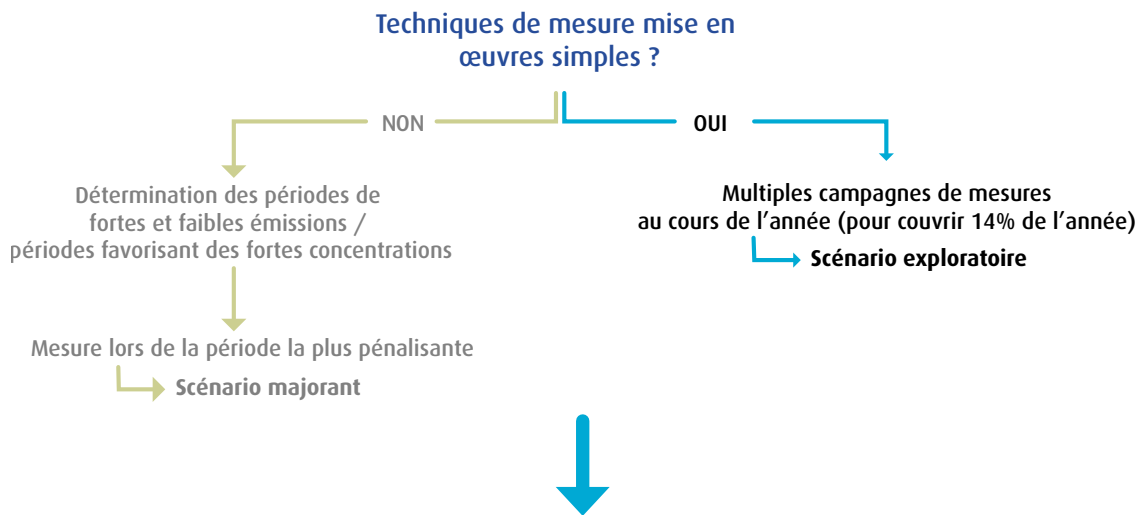 Techniques de mesure mise en
œuvres simples ?
NON
OUI
Détermination des périodes de
fortes et faibles émissions /
périodes favorisant des fortes concentrations
Multiples campagnes de mesures
au cours de l'année (pour couvrir 14% de l'année)
Scénario exploratoire
Mesure lors de la période la plus pénalisante
Scénario majorant